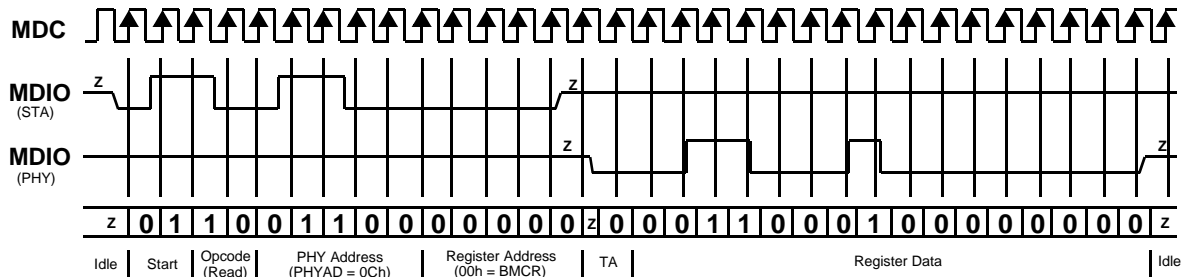 MDC
z z
MDIO
(STA)
z z
MDIO
(PHY)
z 0 1 1 0 0 1 1 0 0 0 0 0 0 0 z 0 0 0 1 1 0 0 0 1 0 0 0 0 0 0 0 0 z
Idle Start Opcode (Read) PHY Address (PHYAD = 0Ch) Register Address (00h = BMCR) TA Register Data Idle